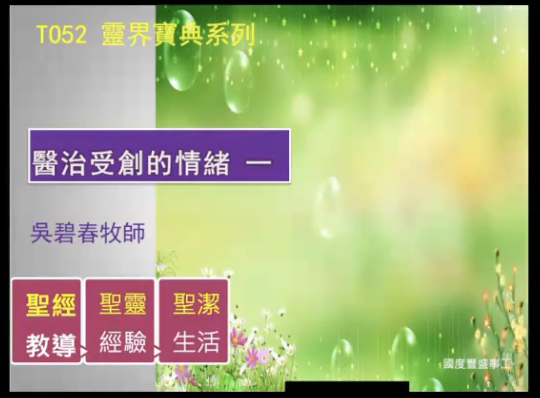 T052 靈界寶典系列
醫治受創的情緒 一
吳碧春牧師
聖經 聖靈 聖潔
教導 經驗 生活
國度豐盛事工